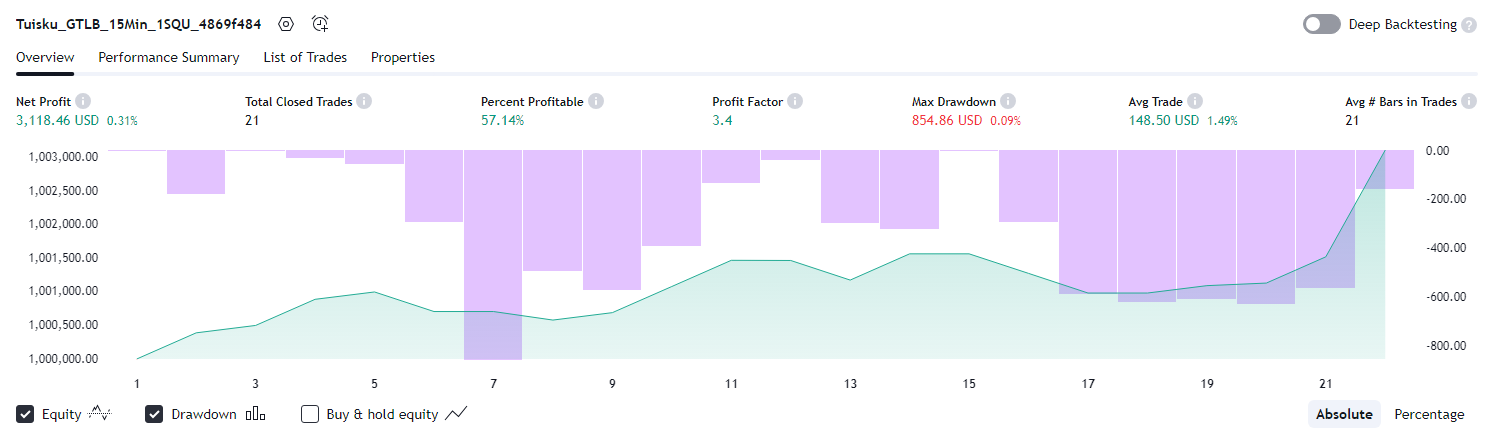 Tuisku_GTLB_15Min_1SQU_4869f484 Deep Backtesting ?
Overview Performance Summary List of Trades Properties
Net Profit Total Closed Trades Percent Profitable Profit Factor Max Drawdown Avg Trade Avg # Bars in Trades
3,118.46 USD 0.31% 21 57.14% 3.4 854.86 USD 0.09% 148.50 USD 1.49% 21
1,003,000.00 0.00
1,002,500.00 -200.00
1,002,000.00
1,001,500.00 -400.00
1,001,000.00 -600.00
1,000,500.00
1,000,000.00 -800.00
1 3 5 7 9 11 13 15 17 19 21
Equity Drawdown Buy & hold equity Absolute Percentage